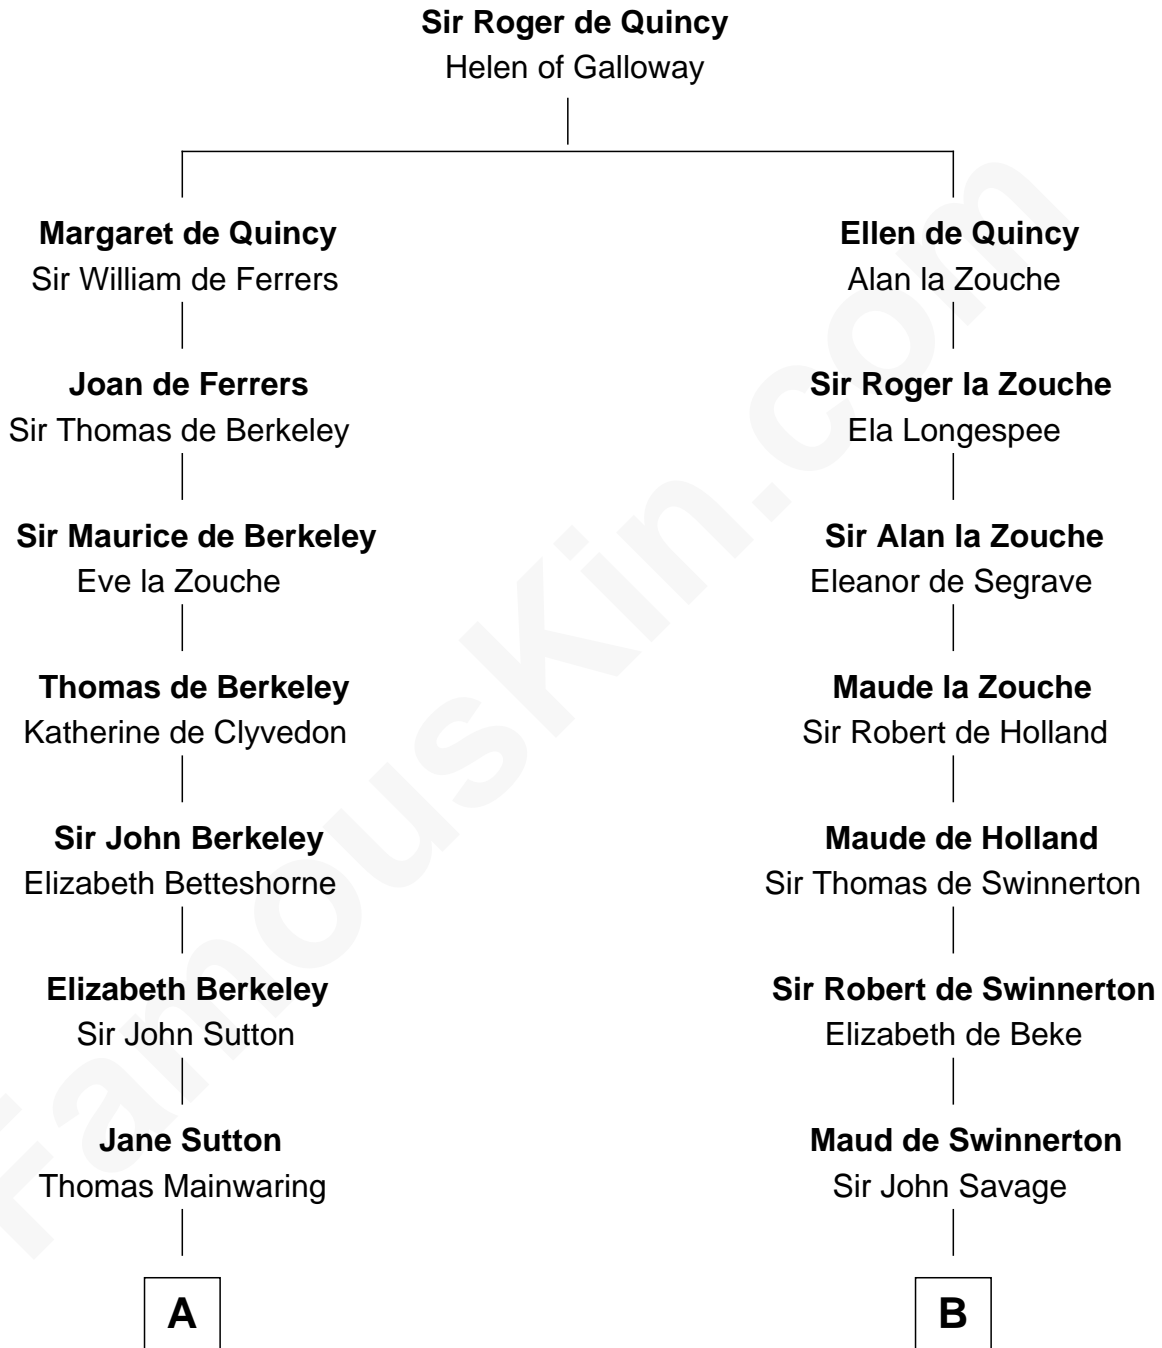 Sir Roger de Quincy
Helen of Galloway
Margaret de Quincy
Sir William de Ferrers
Ellen de Quincy
Alan la Zouche
Joan de Ferrers
Sir Thomas de Berkeley
Sir Roger la Zouche
Ela Longespee
Sir Maurice de Berkeley
Eve la Zouche
Sir Alan la Zouche
Eleanor de Segrave
Thomas de Berkeley
Katherine de Clyvedon
Maude la Zouche
Sir Robert de Holland
Sir John Berkeley
Elizabeth Betteshorne
Maude de Holland
Sir Thomas de Swinnerton
Elizabeth Berkeley
Sir John Sutton
Sir Robert de Swinnerton
Elizabeth de Beke
Jane Sutton
Thomas Mainwaring
Maud de Swinnerton
Sir John Savage
A
B
FamousKin.com